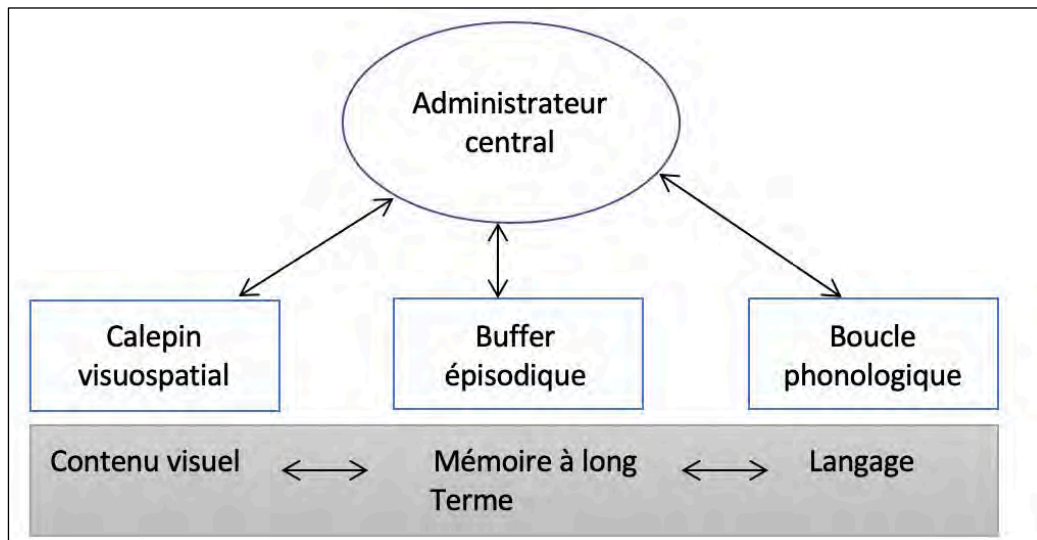 Administrateur
central
Calepin
visuospatial
Buffer
épisodique
Boucle
phonologique
Contenu visuel
Mémoire à long
Terme
Langage